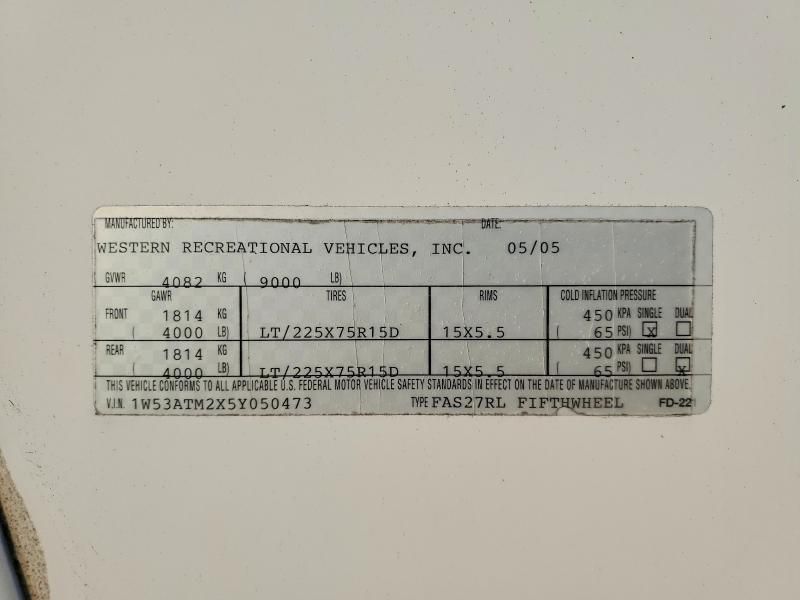 MANUFACTURED BY: DATE:
WESTERN RECREATIONAL VEHICLES, INC. 05/05
GVWR 4082 KG ( 9000 LB)
GAWR TIRES RIMS COLD INFLATION PRESSURE
FRONT 1814 KG 450 KPA SINGLE DUAL
( 4000 LB) LT/225X75R15D 15X5.5 ( 65 PSI) X
REAR 1814 KG 450 KPA SINGLE DUAL
( 4000 LB) LT/225X75R15D 15X5.5 ( 65 PSI) X
THIS VEHICLE CONFORMS TO ALL APPLICABLE U.S. FEDERAL MOTOR VEHICLE SAFETY STANDARDS IN EFFECT ON THE DATE OF MANUFACTURE SHOWN ABOVE.
V.I.N. 1W53ATM2X5Y050473 TYPE FAS27RL FIFTHWHEEL FD-22